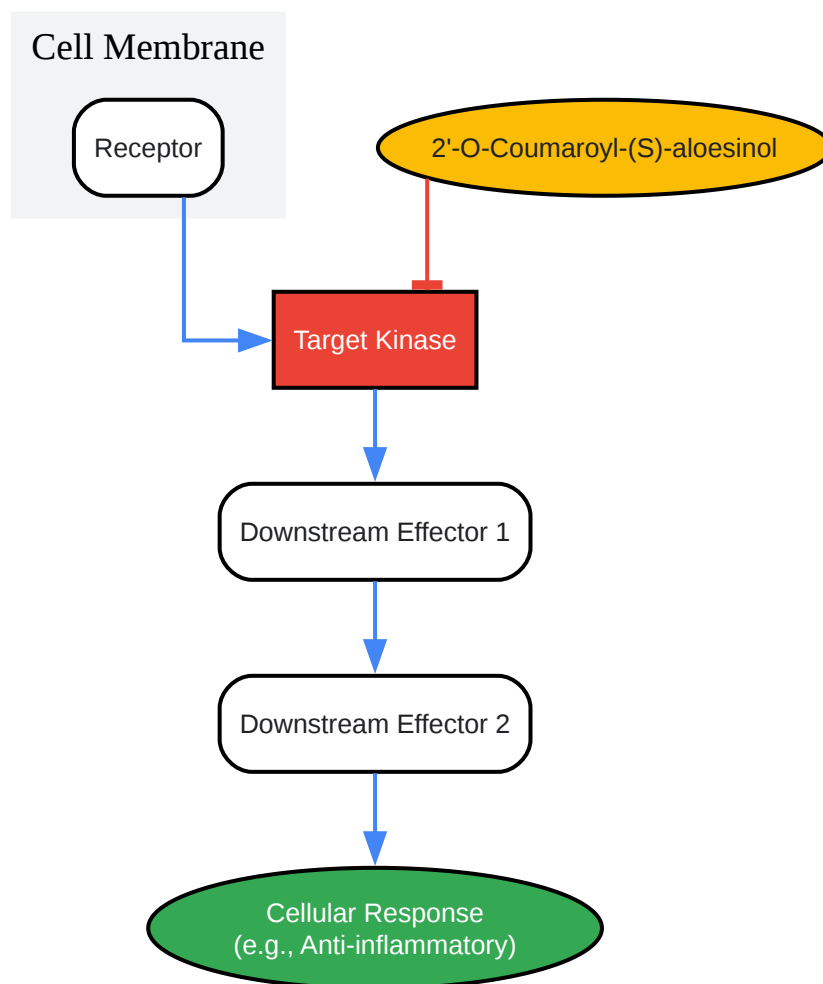 Cell Membrane
Receptor
2'-O-Coumaroyl-(S)-aloesinol
Target Kinase
Downstream Effector 1
Downstream Effector 2
Cellular Response
(e.g., Anti-inflammatory)